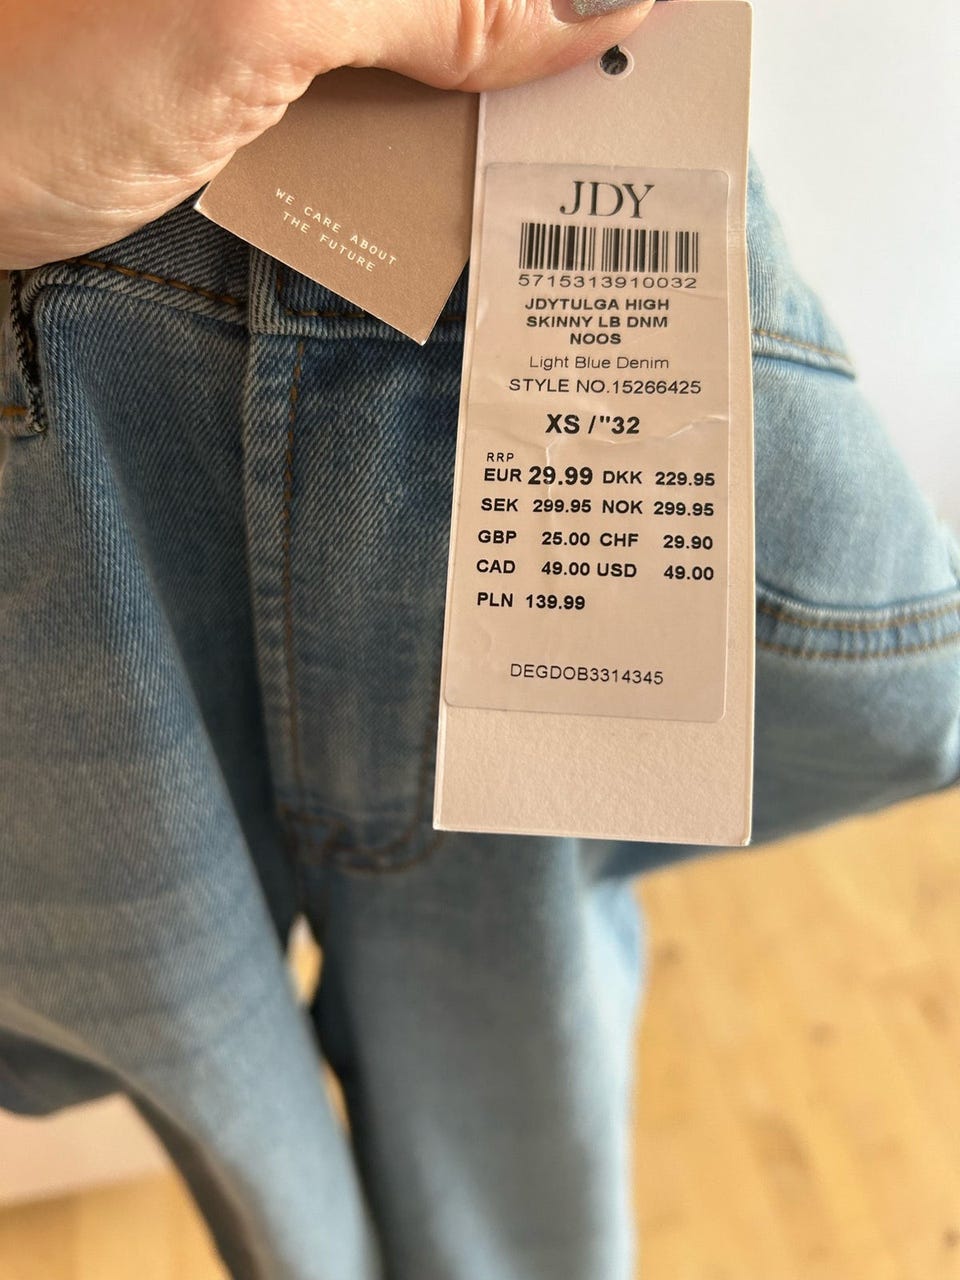 WE CARE ABOUT
THE FUTURE
JDY
5715313910032
JDYTULGA HIGH
SKINNY LB DNM
NOOS
Light Blue Denim
STYLE NO.15266425
XS /"32
RRP
EUR 29.99 DKK 229.95
SEK 299.95 NOK 299.95
GBP 25.00 CHF 29.90
CAD 49.00 USD 49.00
PLN 139.99
DEGDOB3314345